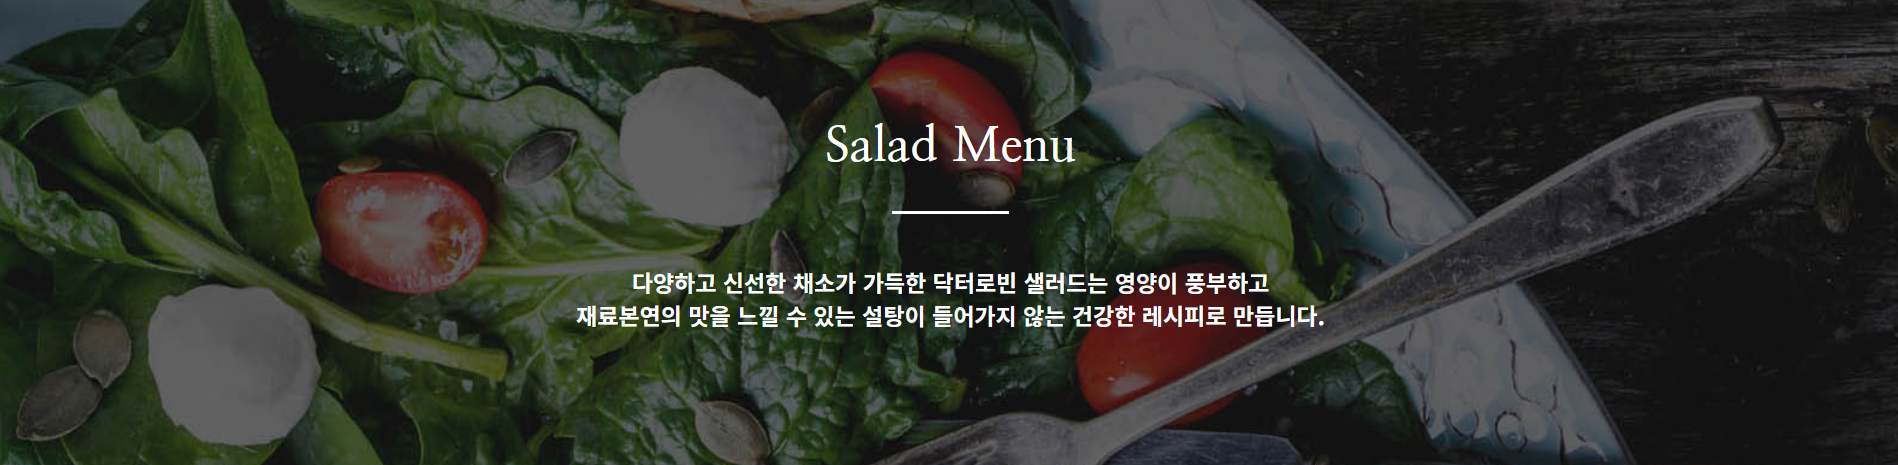 Salad Menu
다양하고 신선한 채소가 가득한 닥터로빈 샐러드는 영양이 풍부하고
재료본연의 맛을 느낄 수 있는 설탕이 들어가지 않는 건강한 레시피로 만듭니다.